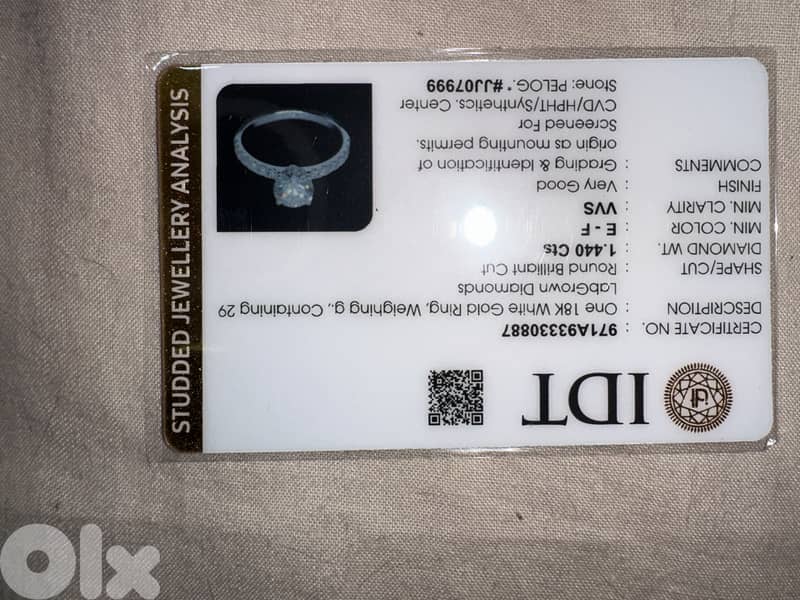 IDT
CERTIFICATE NO. : 971A93330887
DESCRIPTION : One 18K White Gold Ring, Weighing g., Containing 29
LabGrown Diamonds
SHAPE/CUT : Round Brilliant Cut
DIAMOND WT. : 1.440 Cts
MIN. COLOR : E - F
MIN. CLARITY : VVS
FINISH : Very Good
COMMENTS : Grading & Identification of
origin as mounting permits.
Screened For
CVD/HPHT/Synthetics. Center
Stone: PELOG.* #JJ07999
STUDDED JEWELLERY ANALYSIS
OLX